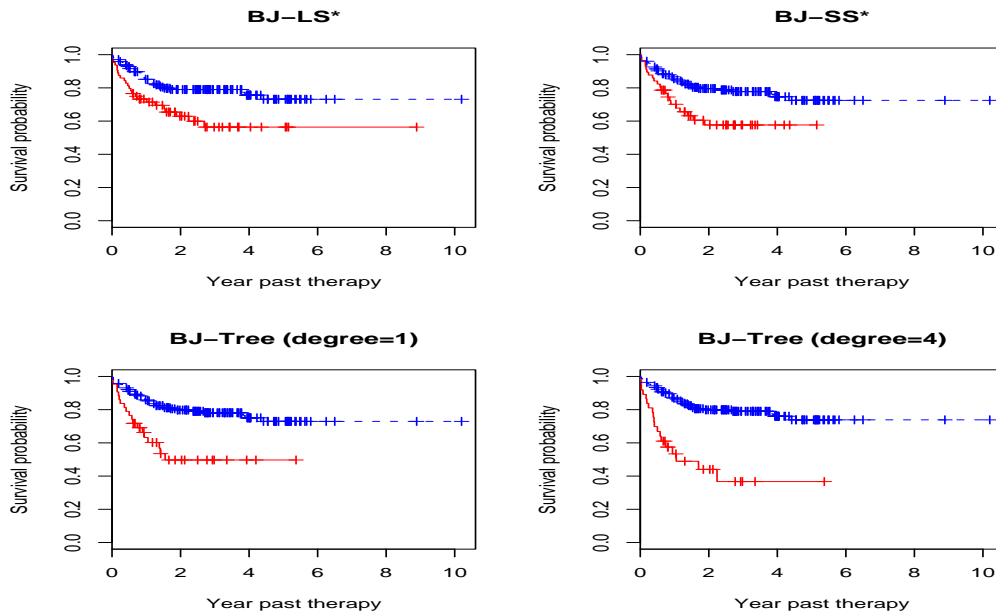 BJ−LS*
Survival probability
0.0 0.2 0.4 0.6 0.8 1.0
0 2 4 6 8 10
Year past therapy
BJ−SS*
Survival probability
0.0 0.2 0.4 0.6 0.8 1.0
0 2 4 6 8 10
Year past therapy
BJ−Tree (degree=1)
Survival probability
0.0 0.2 0.4 0.6 0.8 1.0
0 2 4 6 8 10
Year past therapy
BJ−Tree (degree=4)
Survival probability
0.0 0.2 0.4 0.6 0.8 1.0
0 2 4 6 8 10
Year past therapy